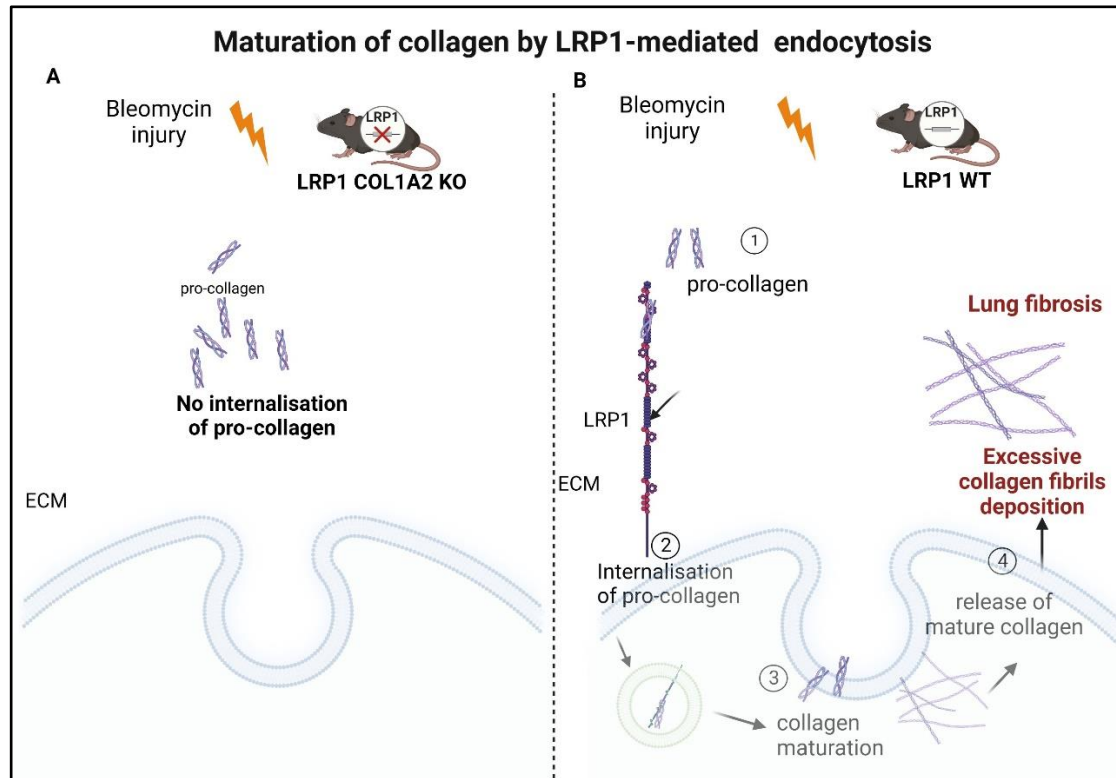 Maturation of collagen by LRP1-mediated endocytosis
A
Bleomycin
injury
LRP1
LRP1 COL1A2 KO
pro-collagen
No internalisation
of pro-collagen
ECM
B
Bleomycin
injury
LRP1
LRP1 WT
1
pro-collagen
Lung fibrosis
LRP1
Excessive
collagen fibrils
deposition
ECM
2
Internalisation
of pro-collagen
4
release of
mature collagen
3
collagen
maturation